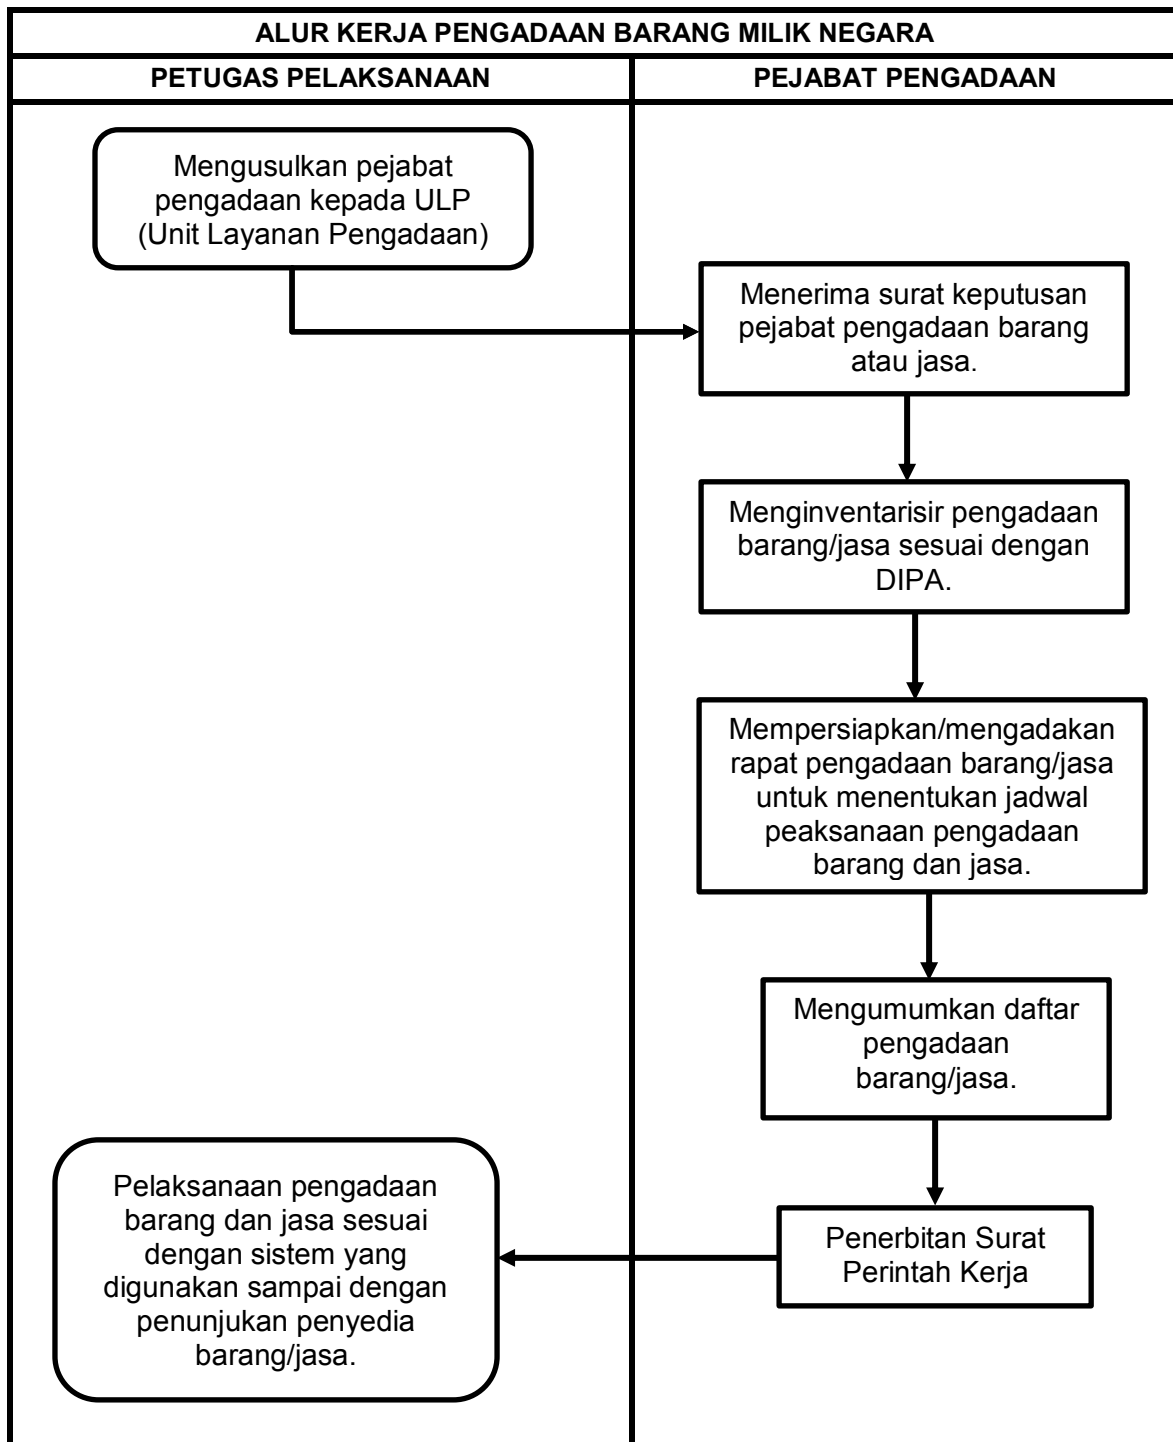 ALUR KERJA PENGADAAN BARANG MILIK NEGARA
PETUGAS PELAKSANAAN
PEJABAT PENGADAAN
Mengusulkan pejabat
pengadaan kepada ULP
(Unit Layanan Pengadaan)
Menerima surat keputusan
pejabat pengadaan barang
atau jasa.
Menginventarisir pengadaan
barang/jasa sesuai dengan
DIPA.
Mempersiapkan/mengadakan
rapat pengadaan barang/jasa
untuk menentukan jadwal
peaksanaan pengadaan
barang dan jasa.
Mengumumkan daftar
pengadaan
barang/jasa.
Penerbitan Surat
Perintah Kerja
Pelaksanaan pengadaan
barang dan jasa sesuai
dengan sistem yang
digunakan sampai dengan
penunjukan penyedia
barang/jasa.